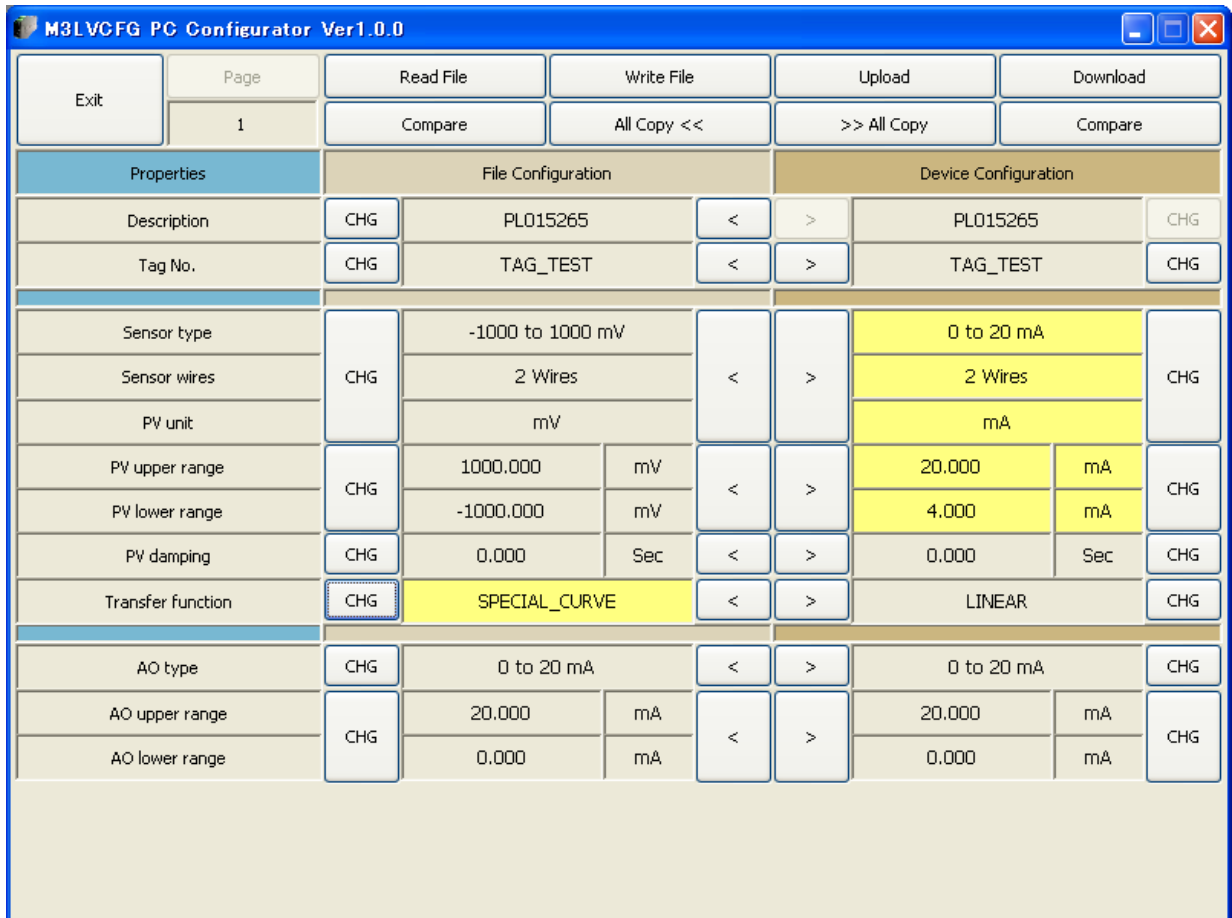 M3LVCFG PC Configurator Ver1.0.0
Exit Page Read File Write File Upload Download
1 Compare All Copy << >> All Copy Compare
Properties File Configuration Device Configuration
Description CHG PL015265 < > PL015265 CHG
Tag No. CHG TAG_TEST < > TAG_TEST CHG
Sensor type -1000 to 1000 mV 0 to 20 mA
Sensor wires CHG 2 Wires < > 2 Wires CHG
PV unit mV mA
PV upper range CHG 1000.000 mV < > 20.000 mA CHG
PV lower range -1000.000 mV 4.000 mA
PV damping CHG 0.000 Sec < > 0.000 Sec CHG
Transfer function CHG SPECIAL_CURVE < > LINEAR CHG
AO type CHG 0 to 20 mA < > 0 to 20 mA CHG
AO upper range CHG 20.000 mA < > 20.000 mA CHG
AO lower range 0.000 mA 0.000 mA